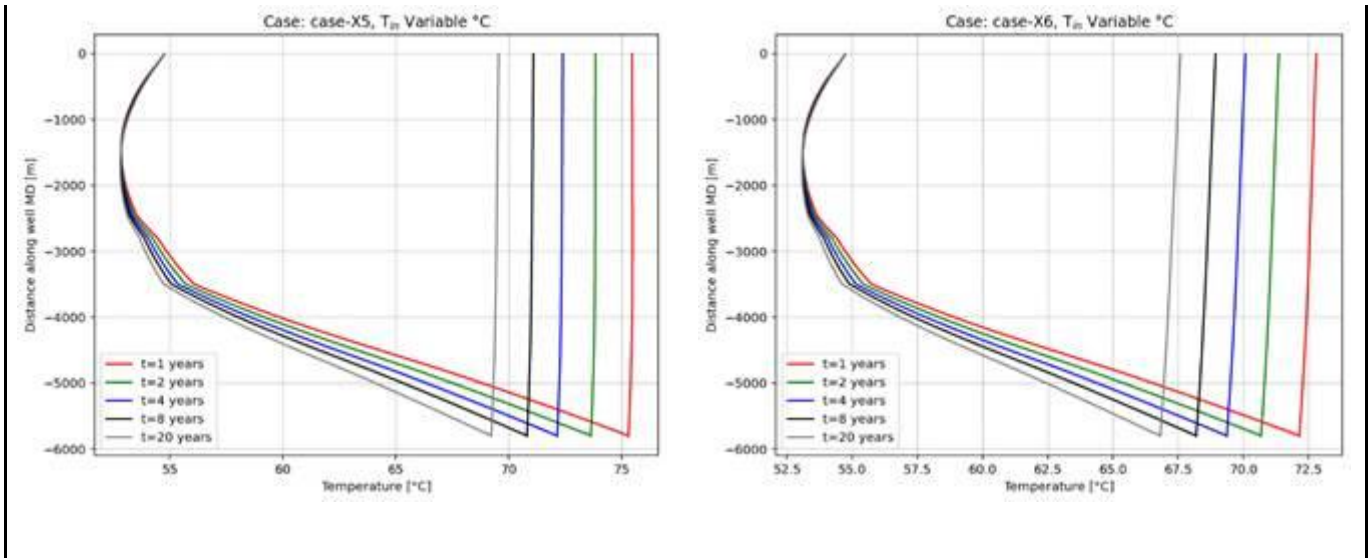 Case: case-X5, Tin Variable °C
0
−1000
−2000
−3000
−4000
−5000
−6000
Distance along well MD [m]
t=1 years
t=2 years
t=4 years
t=8 years
t=20 years
55
60
65
70
75
Temperature [°C]
Case: case-X6, Tin Variable °C
0
−1000
−2000
−3000
−4000
−5000
−6000
Distance along well MD [m]
t=1 years
t=2 years
t=4 years
t=8 years
t=20 years
52.5
55.0
57.5
60.0
62.5
65.0
67.5
70.0
72.5
Temperature [°C]